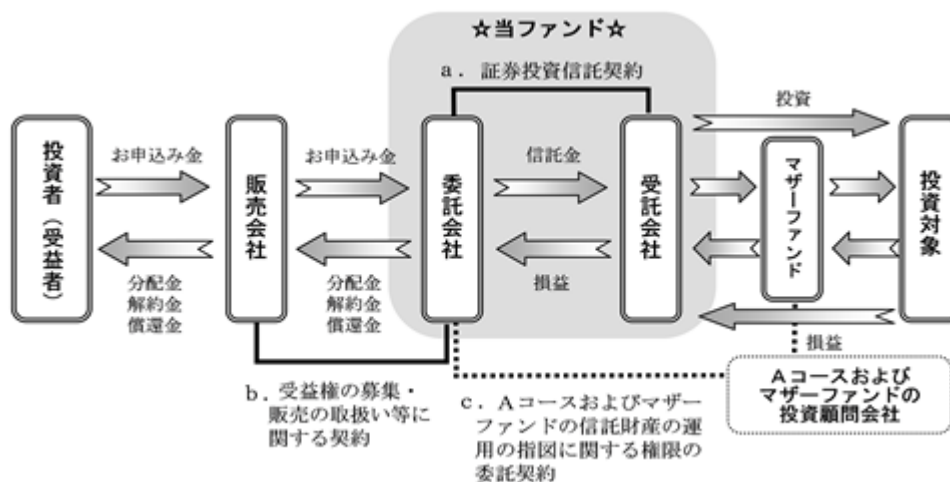 ☆当ファンド☆
a．証券投資信託契約
投資者（受益者）
お申込み金
販売会社
お申込み金
委託会社
信託金
受託会社
投資
マザーファンド
投資対象
分配金
解約金
償還金
分配金
解約金
償還金
損益
損益
b．受益権の募集・
販売の取扱い等に
関する契約
c．Aコースおよびマザー
ファンドの信託財産の運
用の指図に関する権限の
委託契約
Aコースおよび
マザーファンドの
投資顧問会社